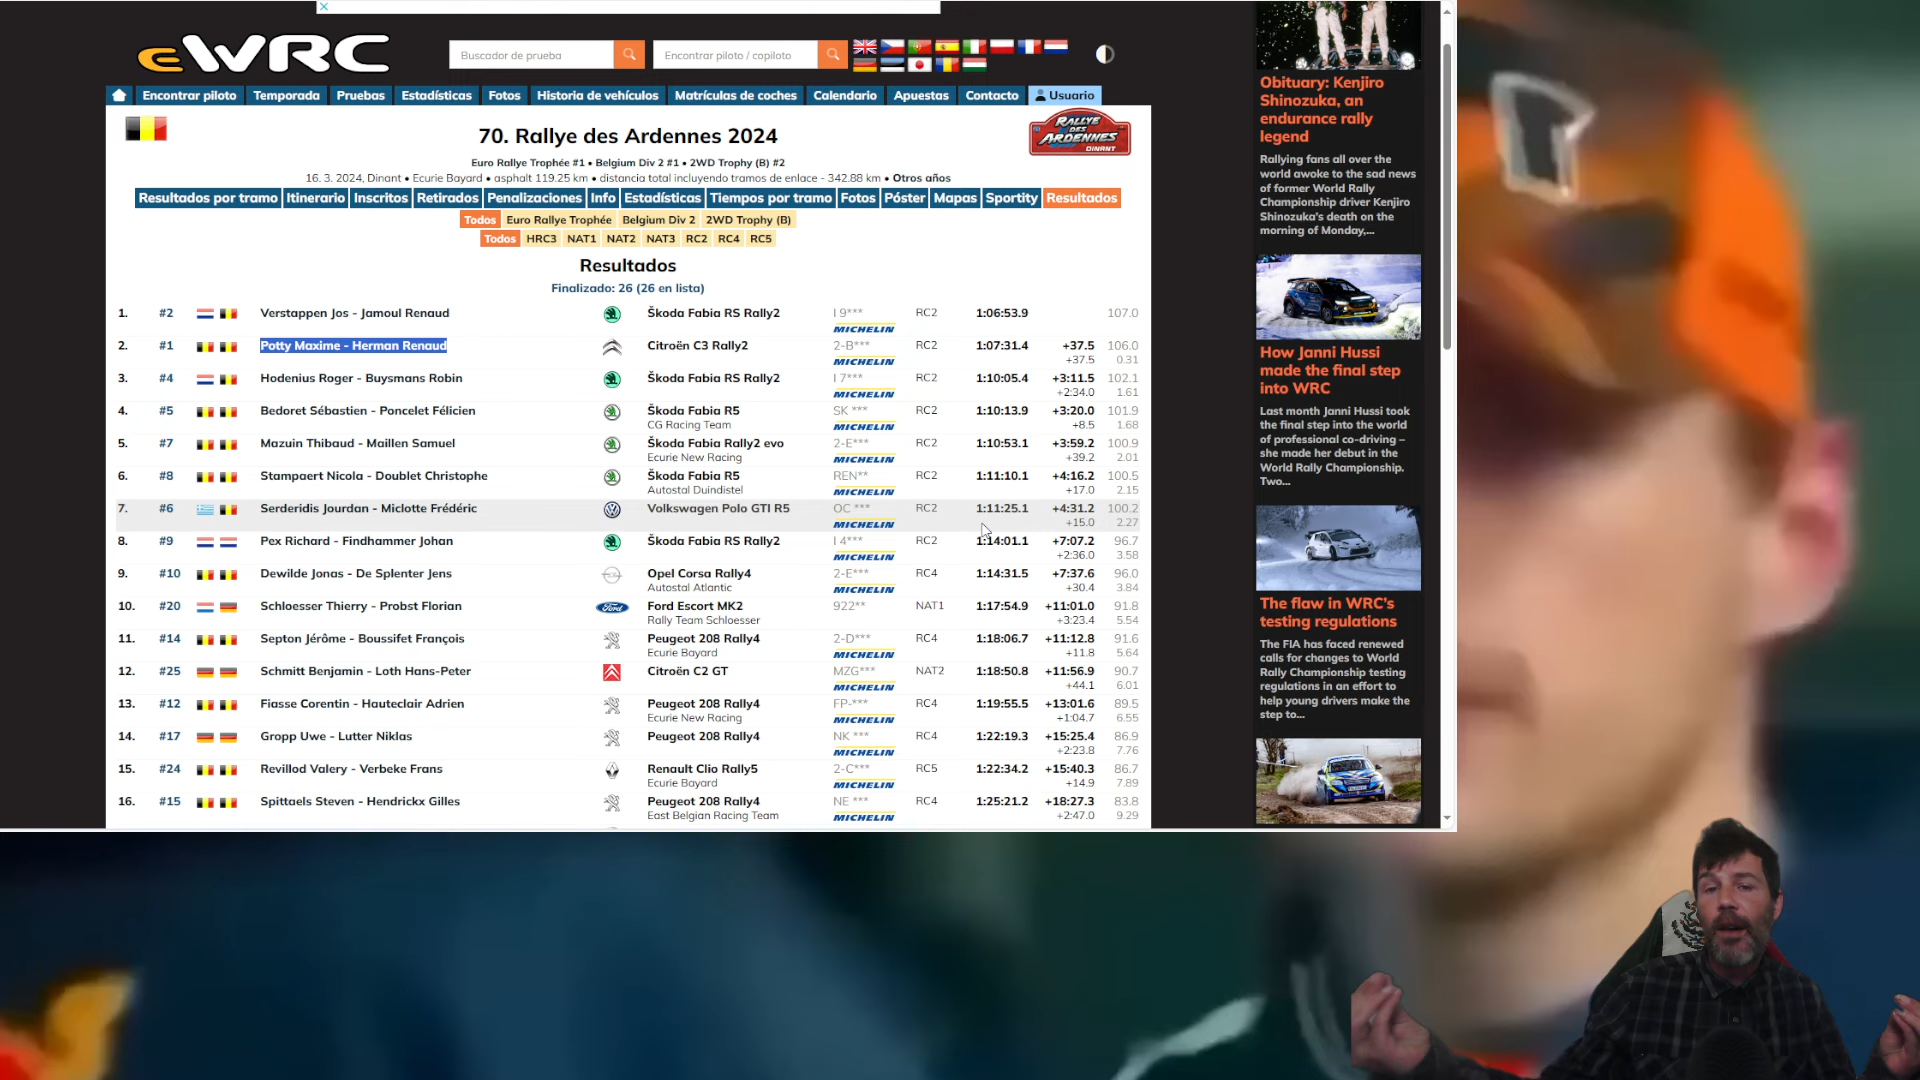 eWRC
Buscador de prueba
Encontrar piloto / copiloto
Encontrar piloto Temporada Pruebas Estadísticas Fotos Historia de vehículos Matrículas de coches Calendario Apuestas Contacto Usuario
70. Rallye des Ardennes 2024
RALLYE DES ARDENNES DINANT
Euro Rallye Trophée #1 • Belgium Div 2 #1 • 2WD Trophy (B) #2
16. 3. 2024, Dinant • Ecurie Bayard • asphalt 119.25 km • distancia total incluyendo tramos de enlace - 342.88 km • Otros años
Resultados por tramo Itinerario Inscritos Retirados Penalizaciones Info Estadísticas Tiempos por tramo Fotos Póster Mapas Sportity Resultados
Todos Euro Rallye Trophée Belgium Div 2 2WD Trophy (B)
Todos HRC3 NAT1 NAT2 NAT3 RC2 RC4 RC5
Resultados
Finalizado: 26 (26 en lista)
1. #2 Verstappen Jos - Jamoul Renaud Škoda Fabia RS Rally2 I 9*** RC2 1:06:53.9 107.0
MICHELIN
2. #1 Potty Maxime - Herman Renaud Citroën C3 Rally2 2-B*** RC2 1:07:31.4 +37.5 106.0
MICHELIN +37.5 0.31
3. #4 Hodenius Roger - Buysmans Robin Škoda Fabia RS Rally2 I 7*** RC2 1:10:05.4 +3:11.5 102.1
MICHELIN +2:34.0 1.61
4. #5 Bedoret Sébastien - Poncelet Félicien Škoda Fabia R5 SK *** RC2 1:10:13.9 +3:20.0 101.9
CG Racing Team MICHELIN +8.5 1.68
5. #7 Mazuin Thibaud - Maillen Samuel Škoda Fabia Rally2 evo 2-E*** RC2 1:10:53.1 +3:59.2 100.9
Ecurie New Racing MICHELIN +39.2 2.01
6. #8 Stampaert Nicola - Doublet Christophe Škoda Fabia R5 REN** RC2 1:11:10.1 +4:16.2 100.5
Autostal Duindistel MICHELIN +17.0 2.15
7. #6 Serderidis Jourdan - Miclotte Frédéric Volkswagen Polo GTI R5 OC *** RC2 1:11:25.1 +4:31.2 100.2
MICHELIN +15.0 2.27
8. #9 Pex Richard - Findhammer Johan Škoda Fabia RS Rally2 I 4*** RC2 1:14:01.1 +7:07.2 96.7
MICHELIN +2:36.0 3.58
9. #10 Dewilde Jonas - De Splenter Jens Opel Corsa Rally4 2-E*** RC4 1:14:31.5 +7:37.6 96.0
Autostal Atlantic MICHELIN +30.4 3.84
10. #20 Schloesser Thierry - Probst Florian Ford Ford Escort MK2 922** NAT1 1:17:54.9 +11:01.0 91.8
Rally Team Schloesser +3:23.4 5.54
11. #14 Septon Jérôme - Boussifet François Peugeot 208 Rally4 2-D*** RC4 1:18:06.7 +11:12.8 91.6
Ecurie Bayard MICHELIN +11.8 5.64
12. #25 Schmitt Benjamin - Loth Hans-Peter Citroën C2 GT MZG*** NAT2 1:18:50.8 +11:56.9 90.7
MICHELIN +44.1 6.01
13. #12 Fiasse Corentin - Hauteclair Adrien Peugeot 208 Rally4 FP-*** RC4 1:19:55.5 +13:01.6 89.5
Ecurie New Racing MICHELIN +1:04.7 6.55
14. #17 Gropp Uwe - Lutter Niklas Peugeot 208 Rally4 NK *** RC4 1:22:19.3 +15:25.4 86.9
MICHELIN +2:23.8 7.76
15. #24 Revillod Valery - Verbeke Frans Renault Clio Rally5 2-C*** RC5 1:22:34.2 +15:40.3 86.7
Ecurie Bayard MICHELIN +14.9 7.89
16. #15 Spittaels Steven - Hendrickx Gilles Peugeot 208 Rally4 NE *** RC4 1:25:21.2 +18:27.3 83.8
East Belgian Racing Team MICHELIN +2:47.0 9.29
Obituary: Kenjiro
Shinozuka, an
endurance rally
legend
Rallying fans all over the
world awoke to the sad news
of former World Rally
Championship driver Kenjiro
Shinozuka's death on the
morning of Monday,...
How Janni Hussi
made the final step
into WRC
Last month Janni Hussi took
the final step into the world
of professional co-driving –
she made her debut in the
World Rally Championship.
Two...
The flaw in WRC's
testing regulations
The FIA has faced renewed
calls for changes to World
Rally Championship testing
regulations in an effort to
help young drivers make the
step to...